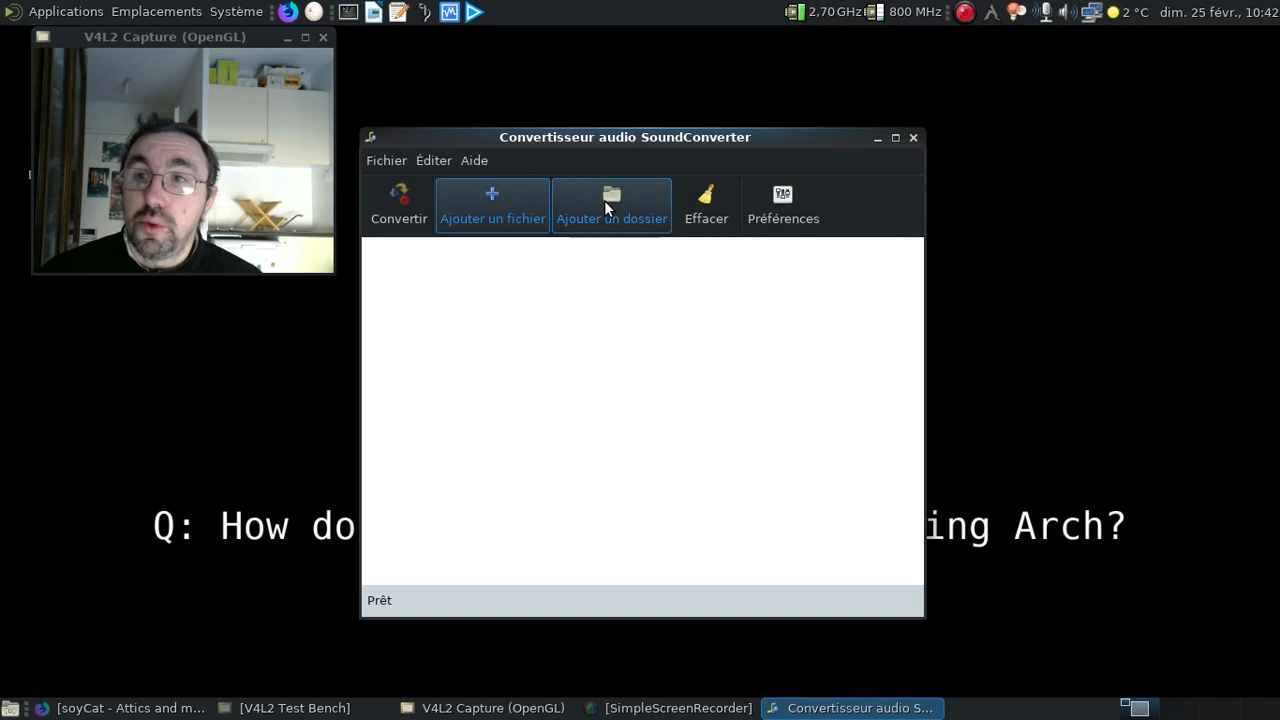 Applications Emplacements Système 2,70 GHz 800 MHz 2 °C dim. 25 févr., 10:42
V4L2 Capture (OpenGL)
Convertisseur audio SoundConverter
Fichier Éditer Aide
Convertir Ajouter un fichier Ajouter un dossier Effacer Préférences
Q: How do ing Arch?
Prêt
[soyCat - Attics and m... [V4L2 Test Bench] V4L2 Capture (OpenGL) [SimpleScreenRecorder] Convertisseur audio S...